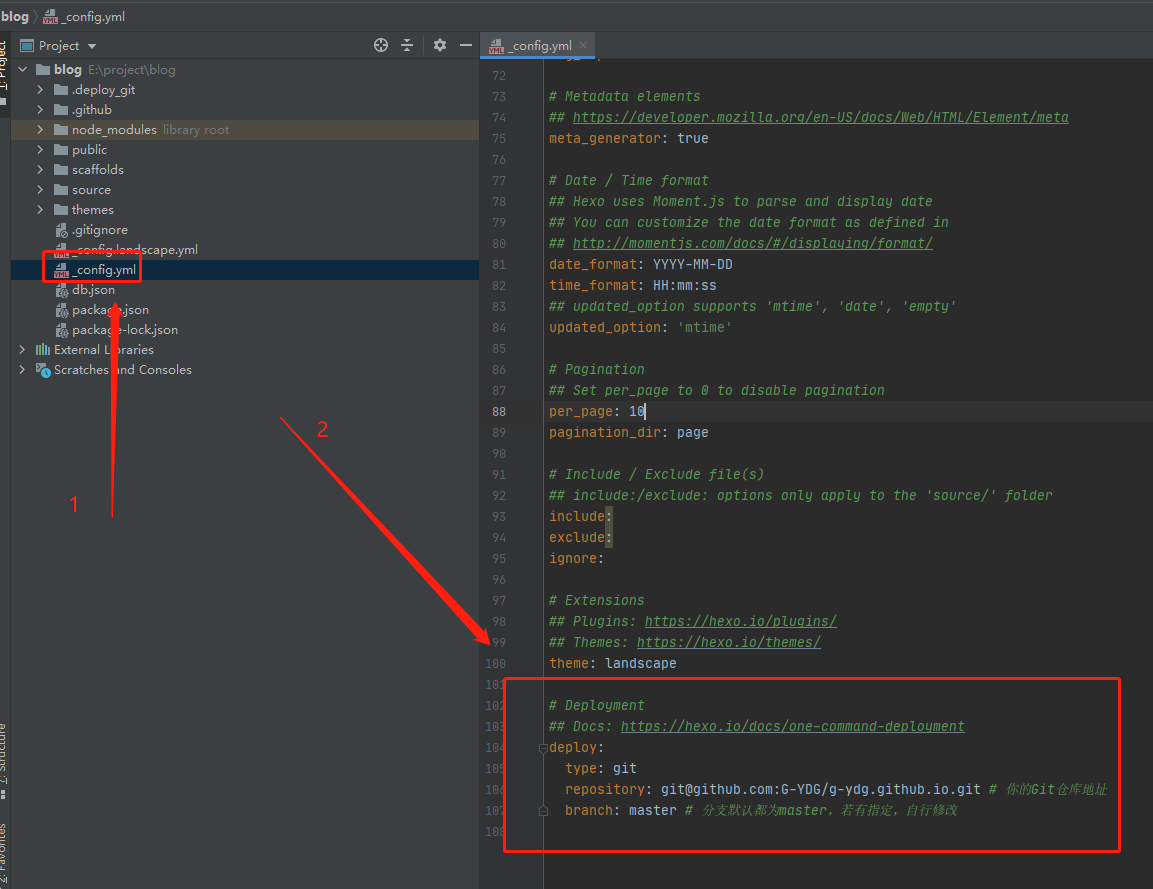 blog
_config.yml
Project
1: Project
blog E:\project\blog
.deploy_git
.github
node_modules library root
public
scaffolds
source
themes
.gitignore
_config.landscape.yml
_config.yml
db.json
package.json
package-lock.json
External Libraries
Scratches and Consoles
1
2
7: Structure
2: Favorites
_config.yml
72
73 # Metadata elements
74 ## https://developer.mozilla.org/en-US/docs/Web/HTML/Element/meta
75 meta_generator: true
76
77 # Date / Time format
78 ## Hexo uses Moment.js to parse and display date
79 ## You can customize the date format as defined in
80 ## http://momentjs.com/docs/#/displaying/format/
81 date_format: YYYY-MM-DD
82 time_format: HH:mm:ss
83 ## updated_option supports 'mtime', 'date', 'empty'
84 updated_option: 'mtime'
85
86 # Pagination
87 ## Set per_page to 0 to disable pagination
88 per_page: 10
89 pagination_dir: page
90
91 # Include / Exclude file(s)
92 ## include:/exclude: options only apply to the 'source/' folder
93 include:
94 exclude:
95 ignore:
96
97 # Extensions
98 ## Plugins: https://hexo.io/plugins/
99 ## Themes: https://hexo.io/themes/
100 theme: landscape
101
102 # Deployment
103 ## Docs: https://hexo.io/docs/one-command-deployment
104 deploy:
105 type: git
106 repository: git@github.com:G-YDG/g-ydg.github.io.git # 你的Git仓库地址
107 branch: master # 分支默认都为master，若有指定，自行修改
108